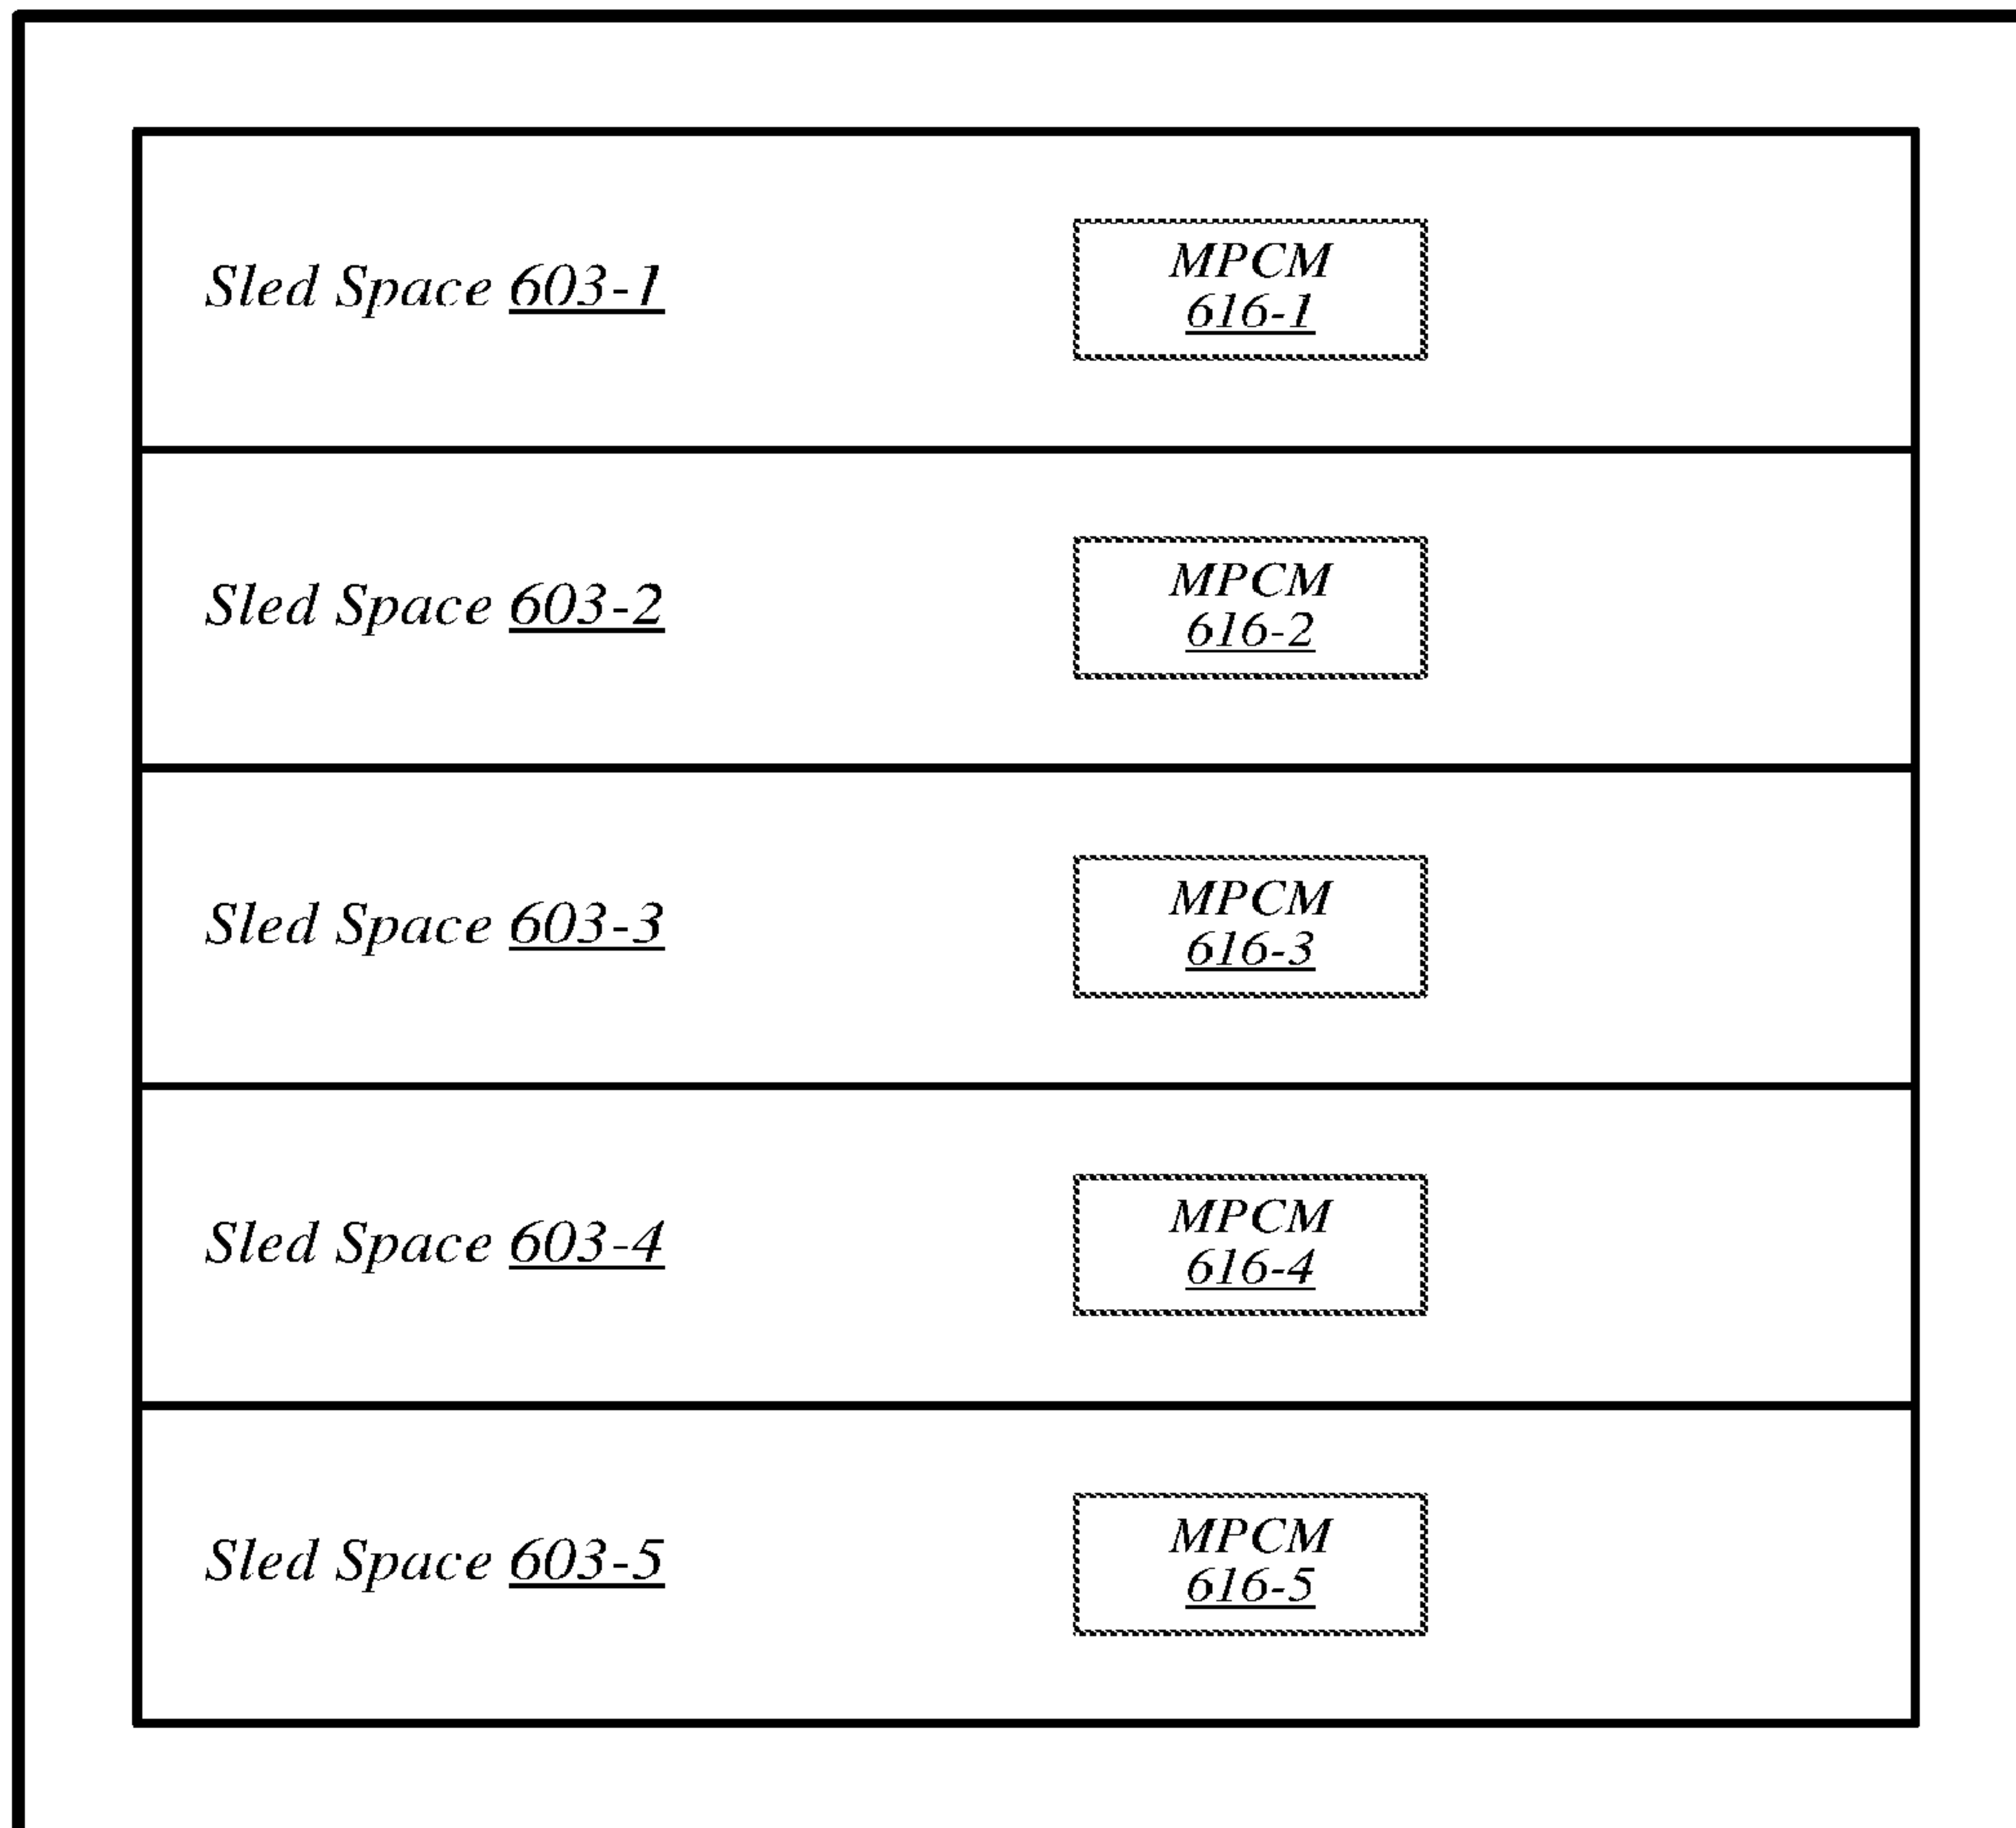 Sled Space 603-1
MPCM
616-1
Sled Space 603-2
MPCM
616-2
Sled Space 603-3
MPCM
616-3
Sled Space 603-4
MPCM
616-4
Sled Space 603-5
MPCM
616-5